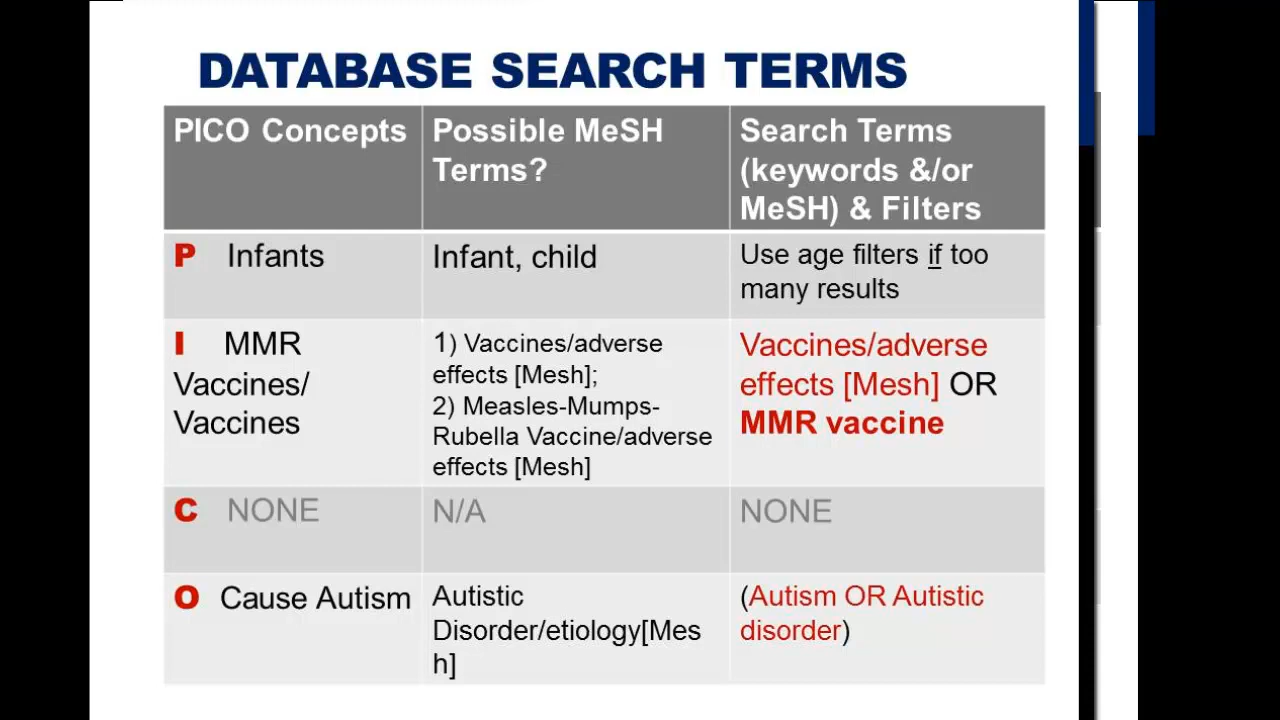 DATABASE SEARCH TERMS
PICO Concepts
Possible MeSH
Terms?
Search Terms
(keywords &/or
MeSH) & Filters
P Infants
Infant, child
Use age filters if too
many results
I MMR
Vaccines/
Vaccines
1) Vaccines/adverse
effects [Mesh];
2) Measles-Mumps-
Rubella Vaccine/adverse
effects [Mesh]
Vaccines/adverse
effects [Mesh] OR
MMR vaccine
C NONE
N/A
NONE
O Cause Autism
Autistic
Disorder/etiology[Mes
h]
(Autism OR Autistic
disorder)